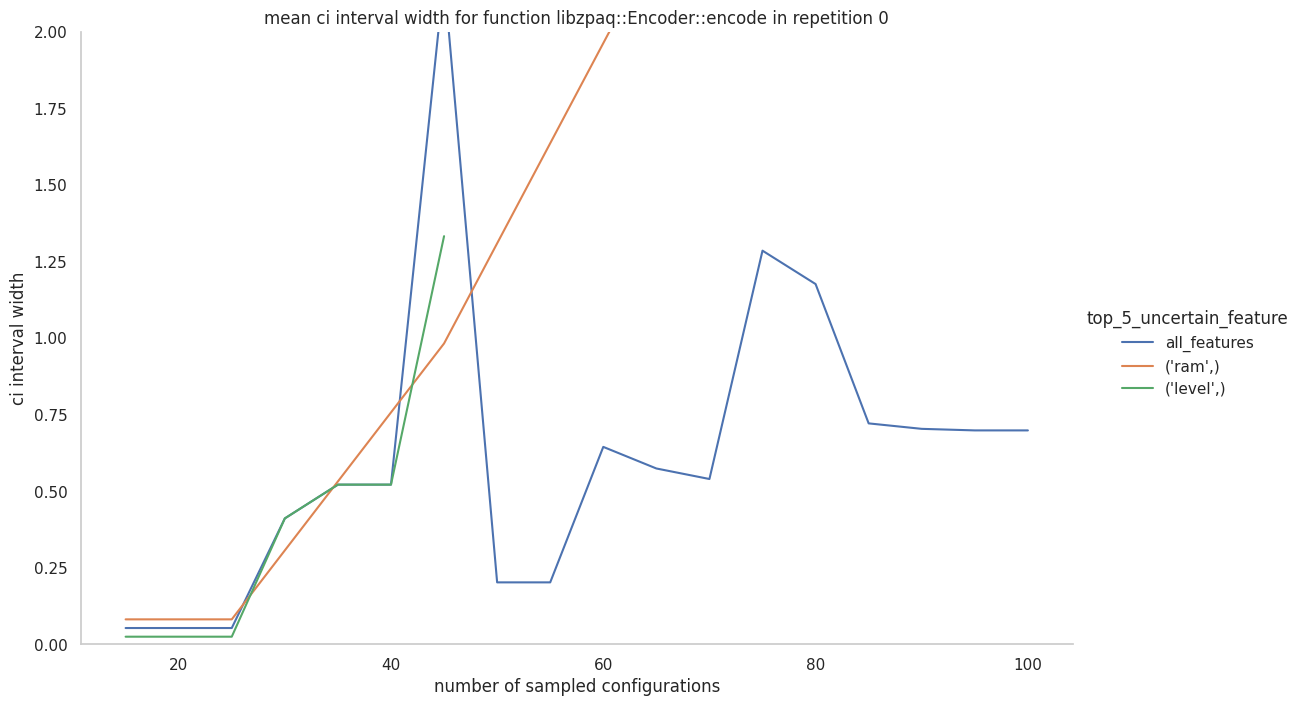 mean ci interval width for function libzpaq::Encoder::encode in repetition 0
2.00
1.75
1.50
1.25
1.00
0.75
0.50
0.25
0.00
ci interval width
20
40
60
80
100
number of sampled configurations
top_5_uncertain_feature
all_features
('ram',)
('level',)